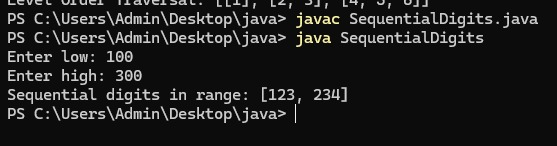 Level Order Traversal: [[1], [2, 3], [4, 5, 6]]
PS C:\Users\Admin\Desktop\java> javac SequentialDigits.java
PS C:\Users\Admin\Desktop\java> java SequentialDigits
Enter low: 100
Enter high: 300
Sequential digits in range: [123, 234]
PS C:\Users\Admin\Desktop\java>